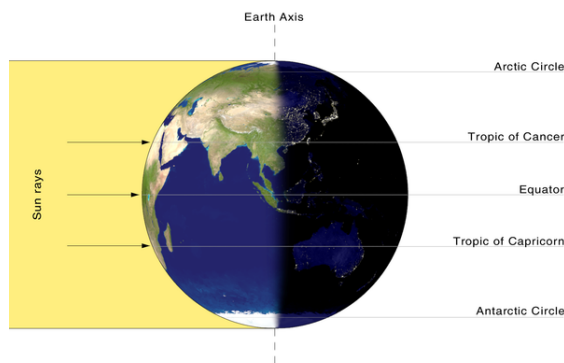 Earth Axis
Arctic Circle
Tropic of Cancer
Equator
Tropic of Capricorn
Antarctic Circle
Sun rays